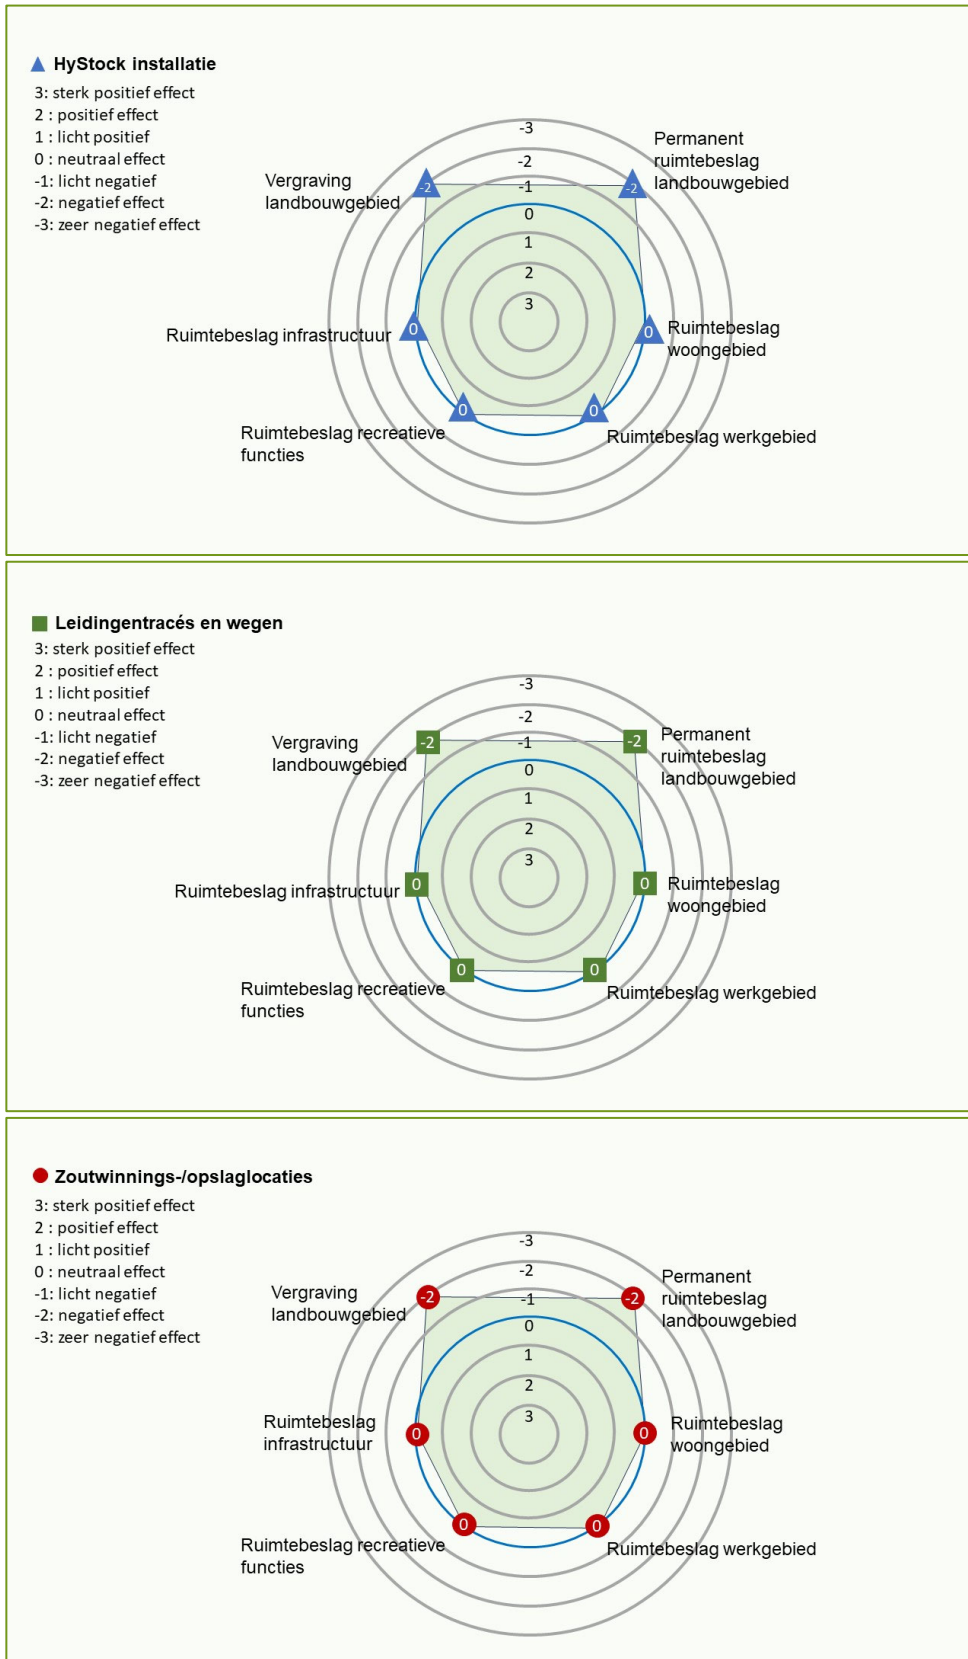 HyStock installatie
3: sterk positief effect
2 : positief effect
1 : licht positief
0 : neutraal effect
-1: licht negatief
-2: negatief effect
-3: zeer negatief effect
-3
-2
-1
0
1
2
3
Vergraving
landbouwgebied
-2
-2
Permanent
ruimtebeslag
landbouwgebied
Ruimtebeslag infrastructuur
0
0
Ruimtebeslag
woongebied
Ruimtebeslag recreatieve
functies
0
0
Ruimtebeslag werkgebied
Leidingentracés en wegen
3: sterk positief effect
2 : positief effect
1 : licht positief
0 : neutraal effect
-1: licht negatief
-2: negatief effect
-3: zeer negatief effect
-3
-2
-1
0
1
2
3
Vergraving
landbouwgebied
-2
-2
Permanent
ruimtebeslag
landbouwgebied
Ruimtebeslag infrastructuur
0
0
Ruimtebeslag
woongebied
Ruimtebeslag recreatieve
functies
0
0
Ruimtebeslag werkgebied
Zoutwinnings-/opslaglocaties
3: sterk positief effect
2 : positief effect
1 : licht positief
0 : neutraal effect
-1: licht negatief
-2: negatief effect
-3: zeer negatief effect
-3
-2
-1
0
1
2
3
Vergraving
landbouwgebied
-2
-2
Permanent
ruimtebeslag
landbouwgebied
Ruimtebeslag
infrastructuur
0
0
Ruimtebeslag
woongebied
Ruimtebeslag recreatieve
functies
0
0
Ruimtebeslag werkgebied